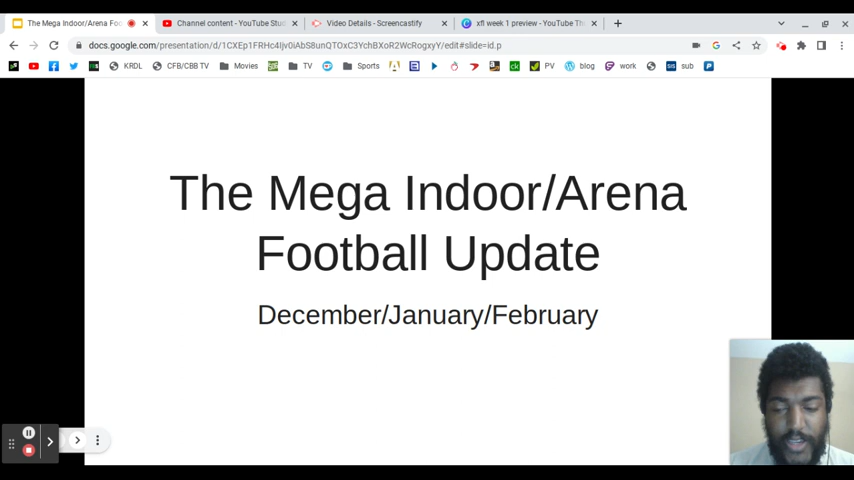 The Mega Indoor/Arena Foo
Channel content - YouTube Stud
Video Details - Screencastify
xfl week 1 preview - YouTube Th
docs.google.com/presentation/d/1CXEp1FRHc4Ijv0iAbS8unQTOxC3YchBXoR2WcRogxyY/edit#slide=id.p
KRDL
CFB/CBB TV
Movies
TV
Sports
PV
blog
work
sub
The Mega Indoor/Arena
Football Update
December/January/February